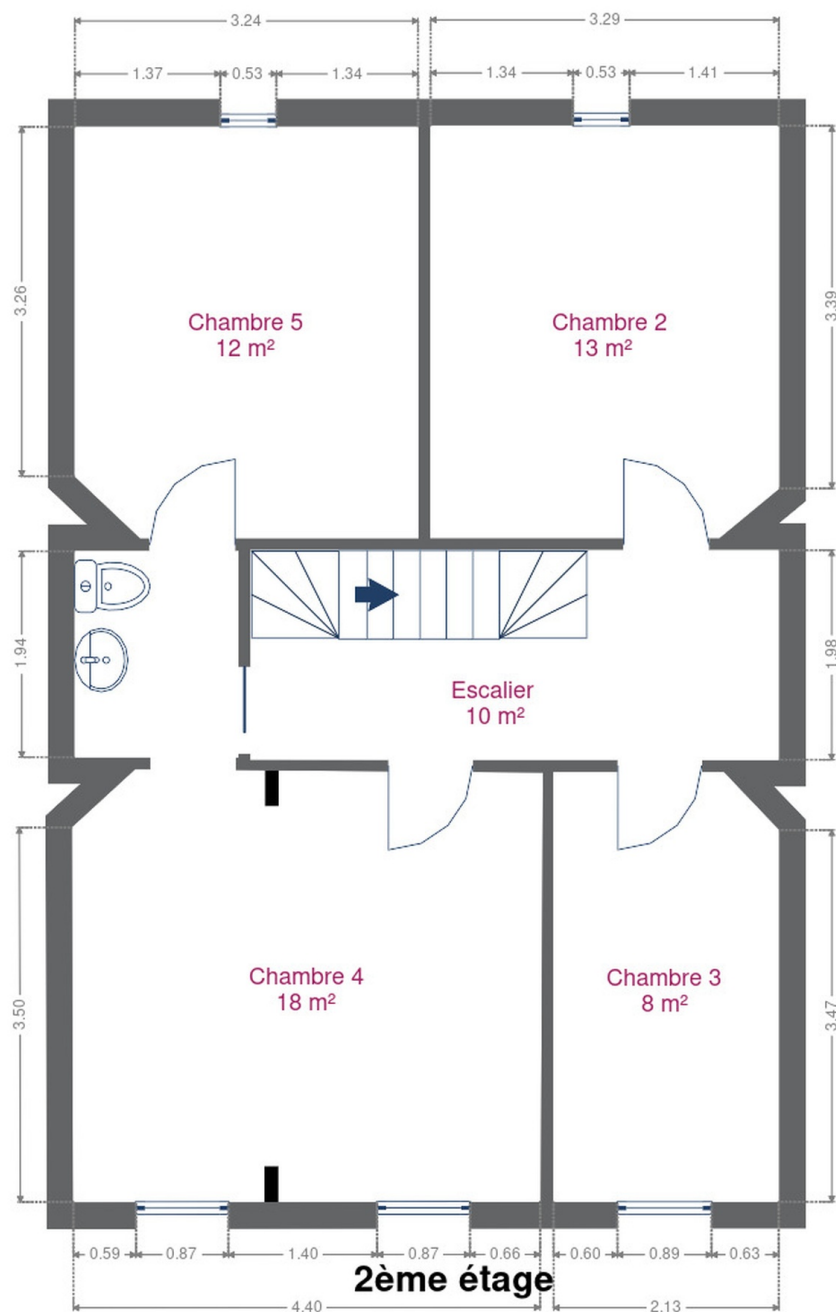 3.24
3.29
1.37
0.53
1.34
1.34
0.53
1.41
3.26
3.39
Chambre 5
12 m²
Chambre 2
13 m²
1.94
1.98
Escalier
10 m²
3.50
3.47
Chambre 4
18 m²
Chambre 3
8 m²
0.59
0.87
1.40
0.87
0.66
0.60
0.89
0.63
2ème étage
4.40
2.13